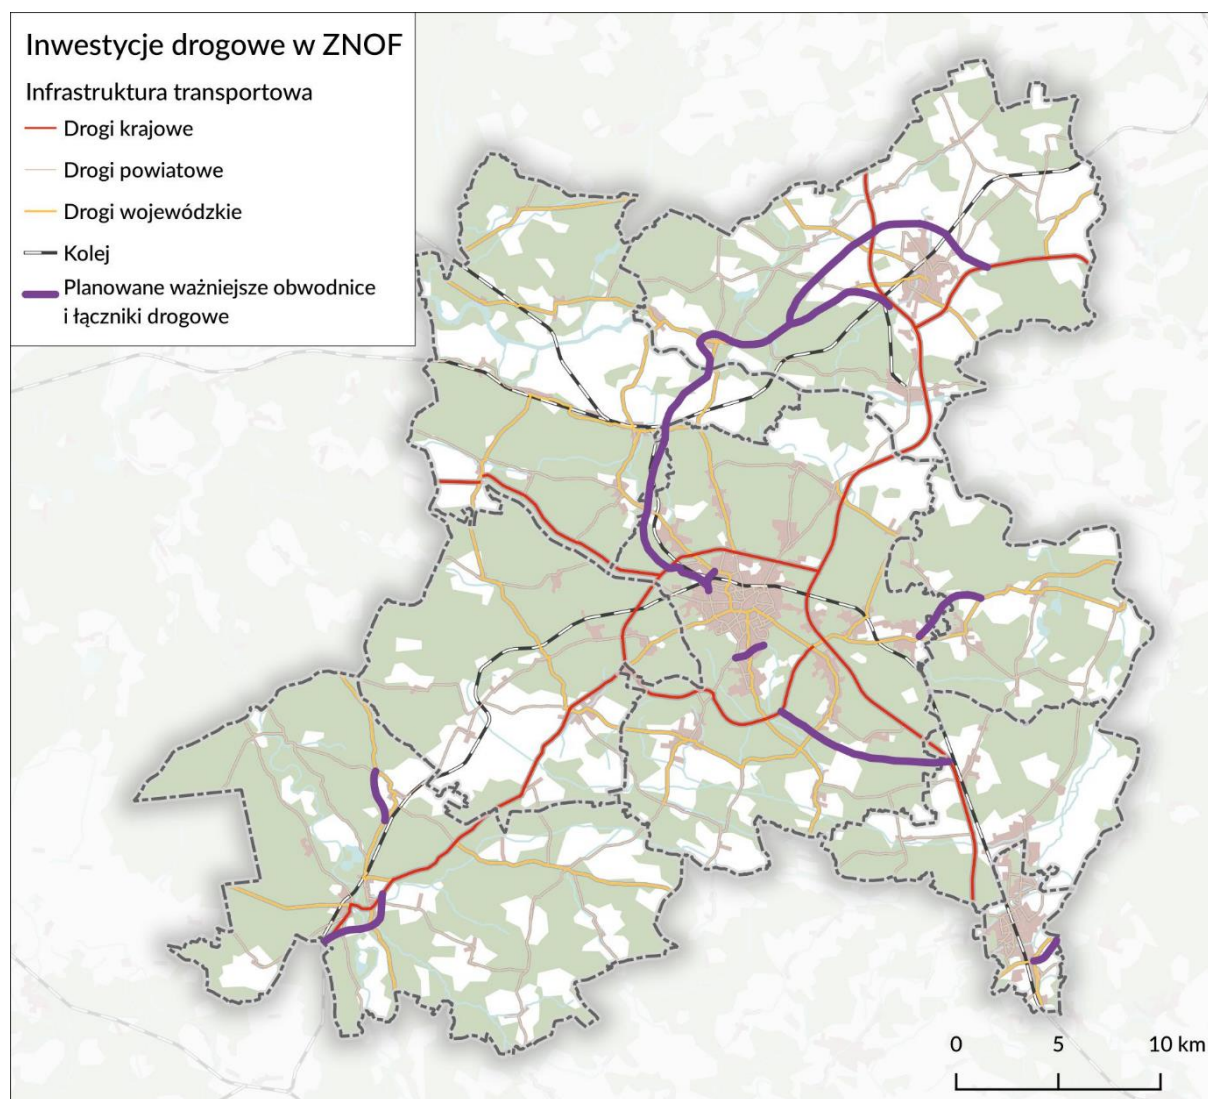 Inwestycje drogowe w ZNOF
Infrastruktura transportowa
Drogi krajowe
Drogi powiatowe
Drogi wojewódzkie
Kolej
Planowane ważniejsze obwodnice
i łączniki drogowe
0 5 10 km